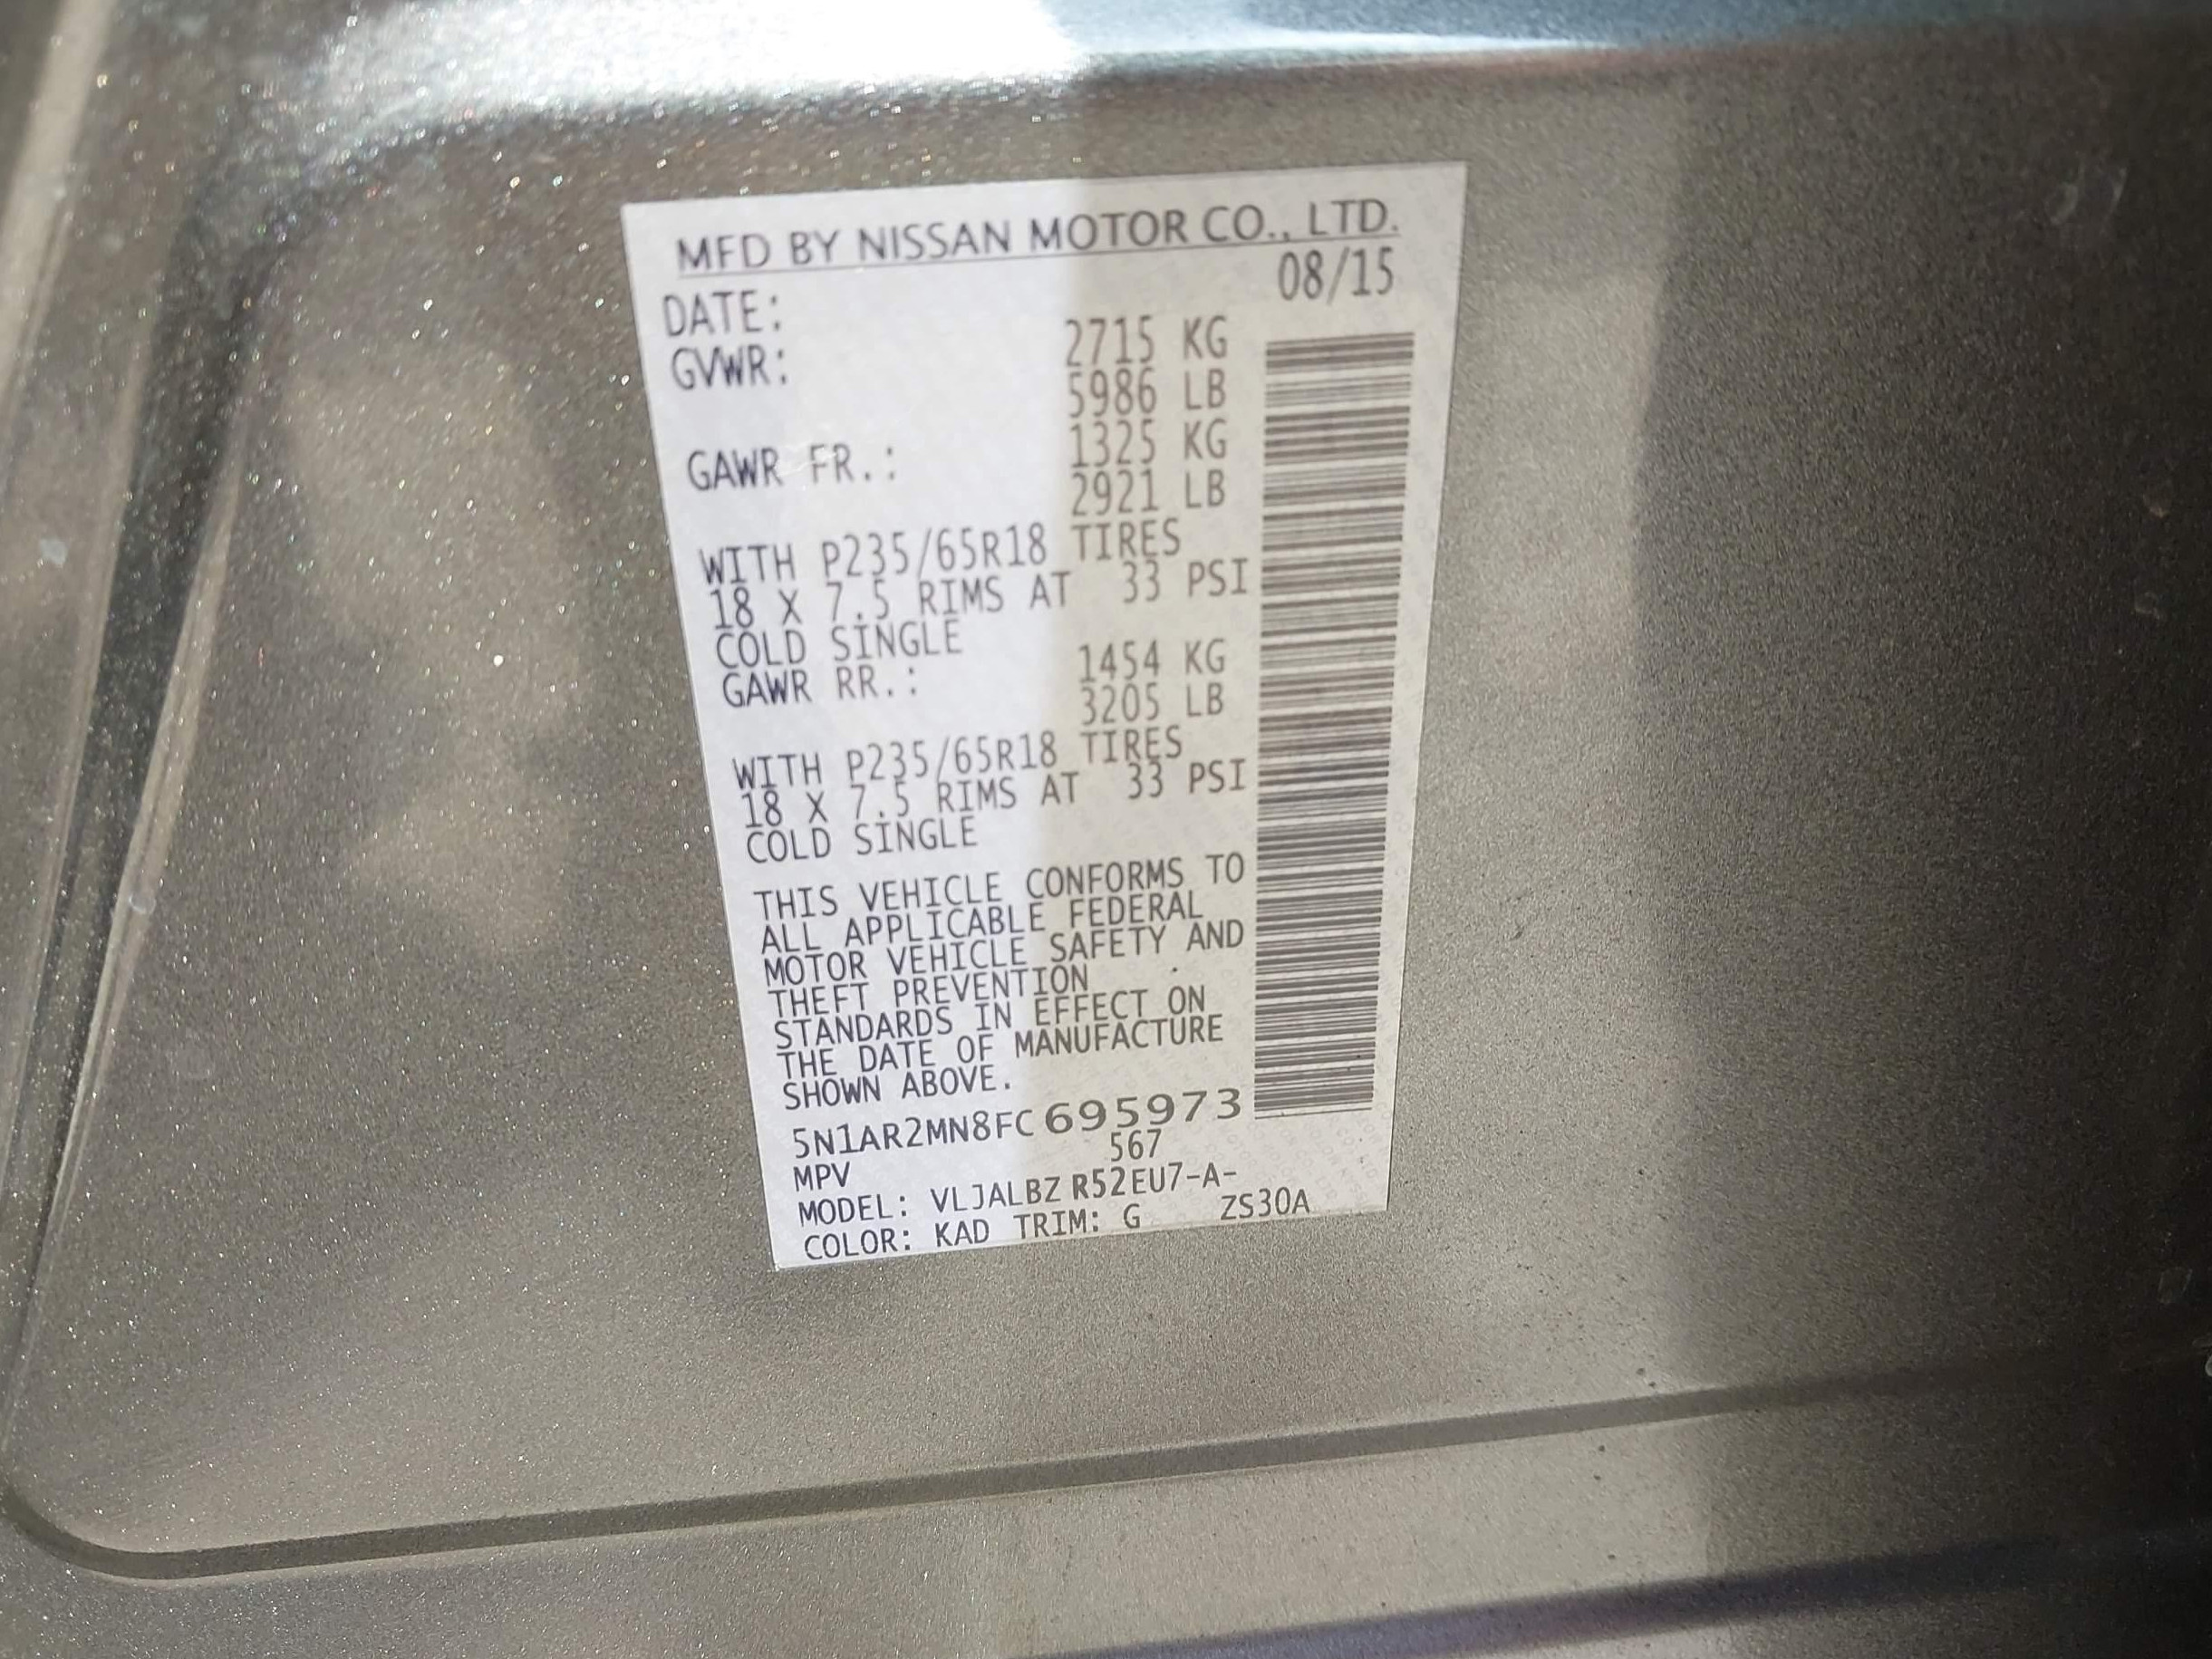 MFD BY NISSAN MOTOR CO., LTD.
DATE: 08/15
GVWR: 2715 KG
5986 LB
GAWR FR.: 1325 KG
2921 LB
WITH P235/65R18 TIRES
18 X 7.5 RIMS AT 33 PSI
COLD SINGLE
GAWR RR.: 1454 KG
3205 LB
WITH P235/65R18 TIRES
18 X 7.5 RIMS AT 33 PSI
COLD SINGLE
THIS VEHICLE CONFORMS TO
ALL APPLICABLE FEDERAL
MOTOR VEHICLE SAFETY AND
THEFT PREVENTION
STANDARDS IN EFFECT ON
THE DATE OF MANUFACTURE
SHOWN ABOVE.
5N1AR2MN8FC695973
MPV 567
MODEL: VLJALBZ R52EU7-A-
COLOR: KAD TRIM: G ZS30A